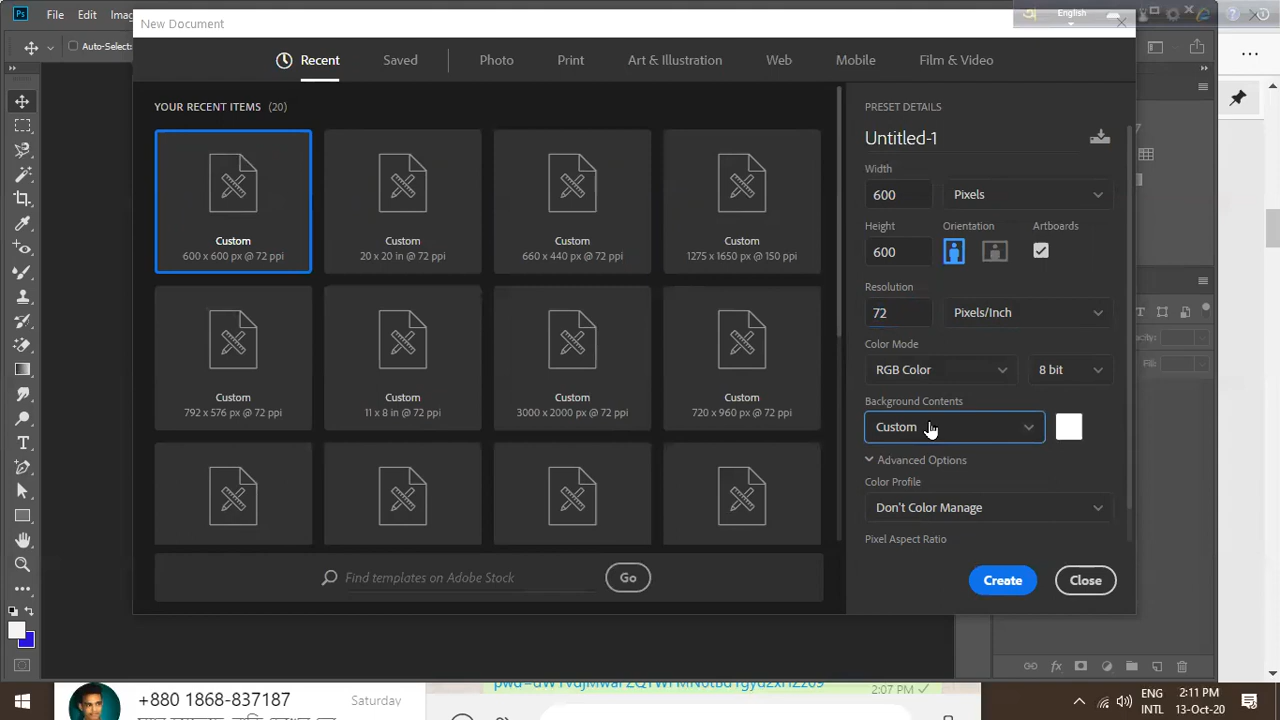 English
New Document
Ps File Edit
Auto-Select
Recent Saved Photo Print Art & Illustration Web Mobile Film & Video
YOUR RECENT ITEMS (20)
Custom
600 x 600 px @ 72 ppi
Custom
20 x 20 in @ 72 ppi
Custom
660 x 440 px @ 72 ppi
Custom
1275 x 1650 px @ 150 ppi
Custom
792 x 576 px @ 72 ppi
Custom
11 x 8 in @ 72 ppi
Custom
3000 x 2000 px @ 72 ppi
Custom
720 x 960 px @ 72 ppi
Find templates on Adobe Stock
Go
PRESET DETAILS
Untitled-1
Width
600 Pixels
Height Orientation Artboards
600
Resolution
72 Pixels/Inch
Color Mode
RGB Color 8 bit
Background Contents
Custom
Advanced Options
Color Profile
Don't Color Manage
Pixel Aspect Ratio
Create Close
Opacity:
Fill:
fx
+880 1868-837187
Saturday
2:07 PM
ENG
INTL
2:11 PM
13-Oct-20